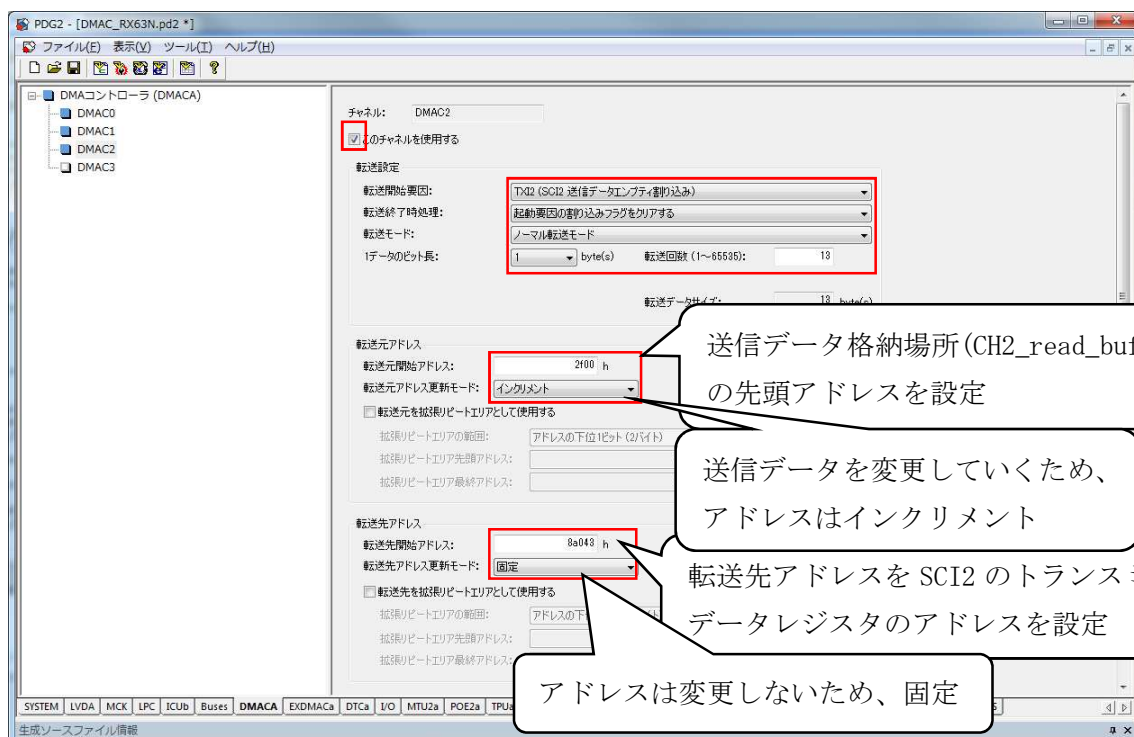 PDG2 - [DMAC_RX63N.pd2 *]
ファイル(F) 表示(V) ツール(T) ヘルプ(H)
DMAコントローラ (DMACA)
DMAC0
DMAC1
DMAC2
DMAC3
チャネル: DMAC2
このチャネルを使用する
転送設定
転送開始要因: TXI2 (SCI2 送信データエンプティ割り込み)
転送終了時処理: 起動要因の割り込みフラグをクリアする
転送モード: ノーマル転送モード
1データのビット長: 1 byte(s) 転送回数 (1～65535): 13
転送データサイズ: 13 byte(s)
転送元アドレス
転送元開始アドレス: 2f00 h
転送元アドレス更新モード: インクリメント
転送元を拡張リピートエリアとして使用する
拡張リピートエリアの範囲: アドレスの下位1ビット (2バイト)
拡張リピートエリア先頭アドレス:
拡張リピートエリア最終アドレス:
送信データ格納場所(CH2_read_buf
の先頭アドレスを設定
送信データを変更していくため、
アドレスはインクリメント
転送先アドレス
転送先開始アドレス: 8a043 h
転送先アドレス更新モード: 固定
転送先を拡張リピートエリアとして使用する
拡張リピートエリアの範囲: アドレスの下
拡張リピートエリア先頭アドレス:
拡張リピートエリア最終アドレス:
転送先アドレスを SCI2 のトランス
データレジスタのアドレスを設定
アドレスは変更しないため、固定
SYSTEM LVDA MCK LPC ICUb Buses DMACA EXDMACa DTCa I/O MTU2a POE2a TPUa
生成ソースファイル情報